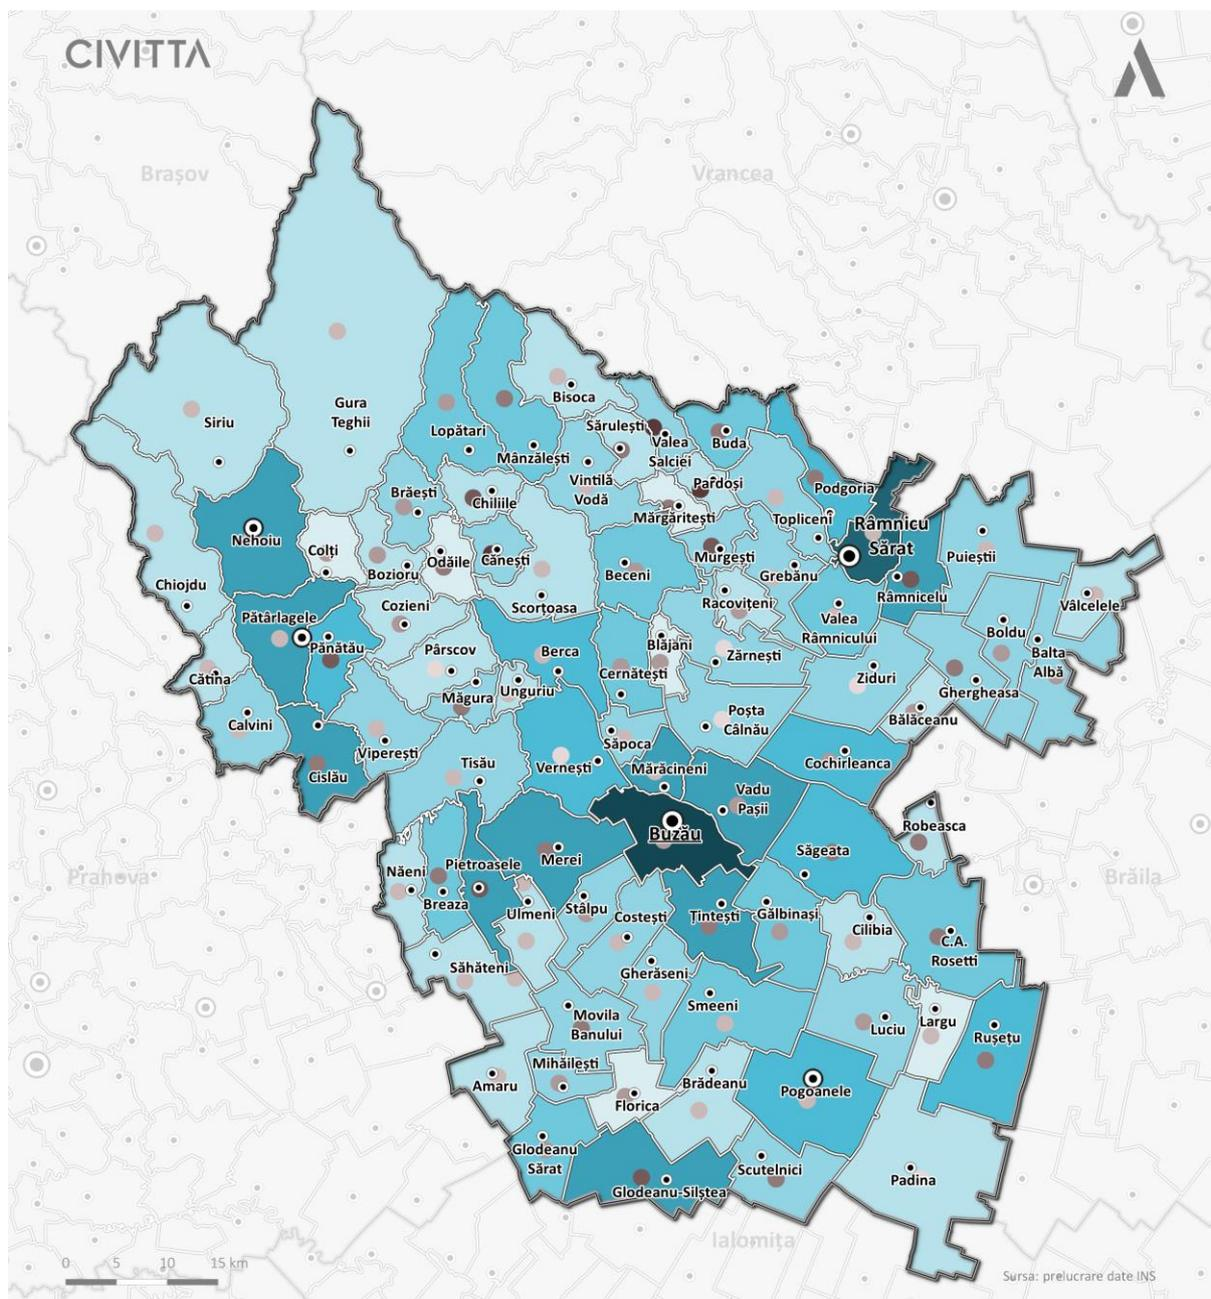 CIVITTA
Brașov
Vrancea
Bisoca
Gura
Teghii
Siriu
Sărulești
Lopătari
Valea
Salciei
Buda
Mânzălești
Vintilă
Vodă
Pardoși
Podgoria
Brăești
Chiliile
Mărgăritești
Topliceni
Râmnicu
Sărat
Nehoiu
Colți
Odăile
Cănești
Murgești
Puieștii
Bozioru
Beceni
Grebănu
Chiojdu
Râmnicelu
Vâlcelele
Cozieni
Scorțoasa
Racovițeni
Valea
Râmnicului
Pătârlagele
Pănătău
Boldu
Pârscov
Berca
Blăjani
Zărnești
Balta
Albă
Cătina
Cernătești
Ziduri
Ghergheasa
Măgura
Unguriu
Calvini
Poșta
Câlnău
Bălăceanu
Viperești
Săpoca
Cislău
Tisău
Vernești
Mărăcineni
Cochirleanca
Vadu
Pașii
Robeasca
Buzău
Prahova
Năeni
Pietroasele
Merei
Săgeata
Brăila
Breaza
Ulmeni
Stâlpu
Costești
Țintești
Gălbinași
Cilibia
C.A.
Rosetti
Săhăteni
Gherăseni
Smeeni
Movila
Banului
Luciu
Largu
Rușețu
Mihăilești
Amaru
Brădeanu
Pogoanele
Florica
Glodeanu
Sărat
Glodeanu-Siliștea
Scutelnici
Padina
Ialomița
0 5 10 15 km
Sursa: prelucrare date INS